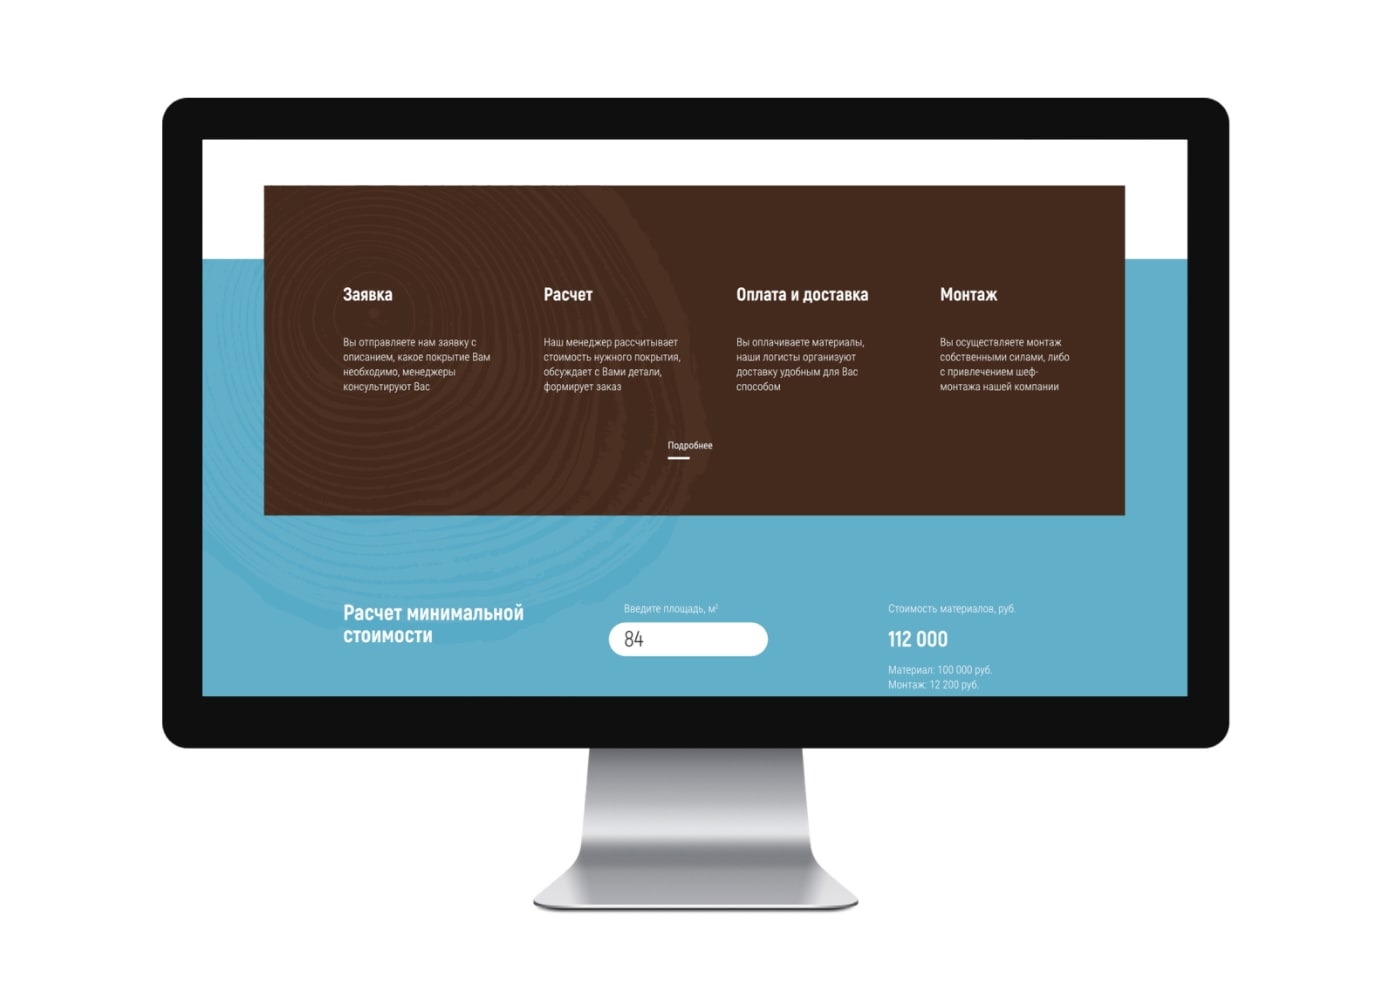 Заявка
Вы отправляете нам заявку с
описанием, какое покрытие Вам
необходимо, менеджеры
консультируют Вас
Расчет
Наш менеджер рассчитывает
стоимость нужного покрытия,
обсуждает с Вами детали,
формирует заказ
Оплата и доставка
Вы оплачиваете материалы,
наши логисты организуют
доставку удобным для Вас
способом
Монтаж
Вы осуществляете монтаж
собственными силами, либо
с привлечением шеф-
монтажа нашей компании
Подробнее
Расчет минимальной
стоимости
Введите площадь, м²
84
Стоимость материалов, руб.
112 000
Материал: 100 000 руб.
Монтаж: 12 200 руб.